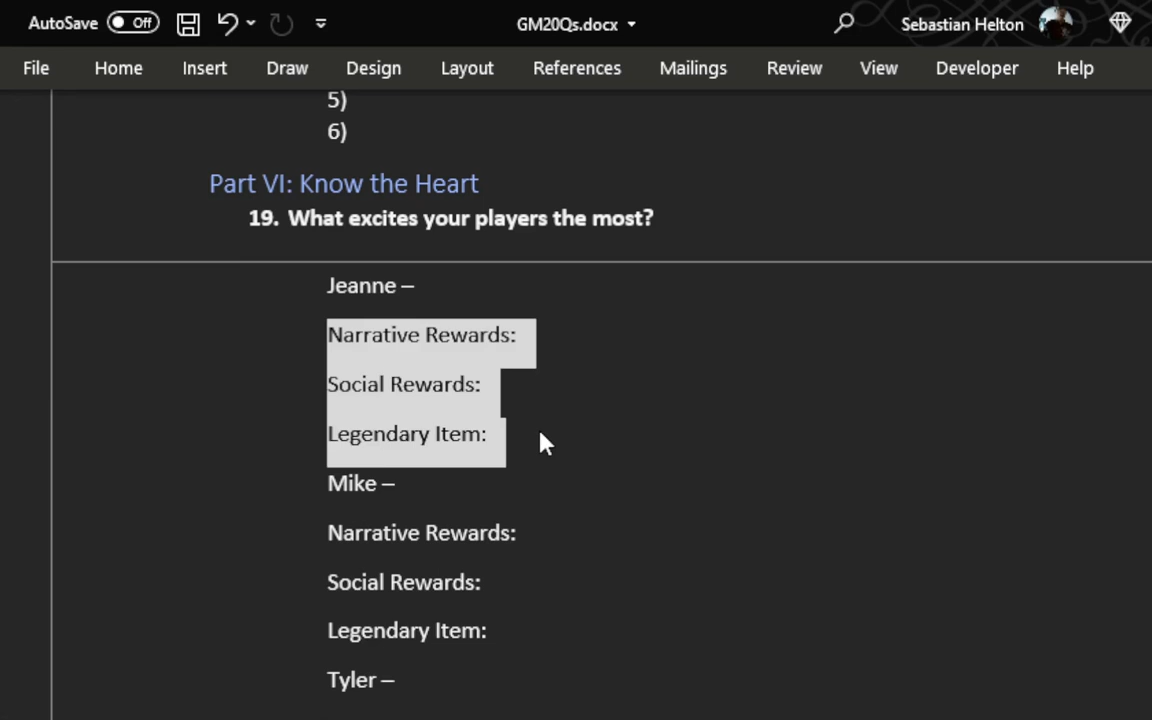 AutoSave Off GM20Qs.docx Sebastian Helton
File Home Insert Draw Design Layout References Mailings Review View Developer Help
5)
6)
Part VI: Know the Heart
19. What excites your players the most?
Jeanne –
Narrative Rewards:
Social Rewards:
Legendary Item:
Mike –
Narrative Rewards:
Social Rewards:
Legendary Item:
Tyler –